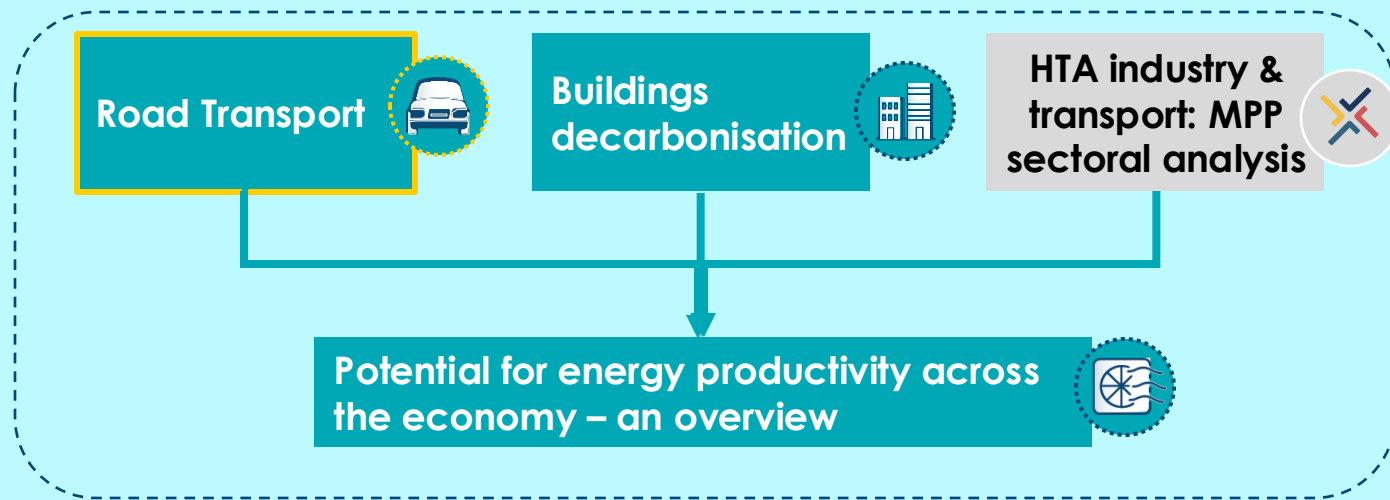 Road Transport
Buildings
decarbonisation
HTA industry &
transport: MPP
sectoral analysis
Potential for energy productivity across
the economy – an overview